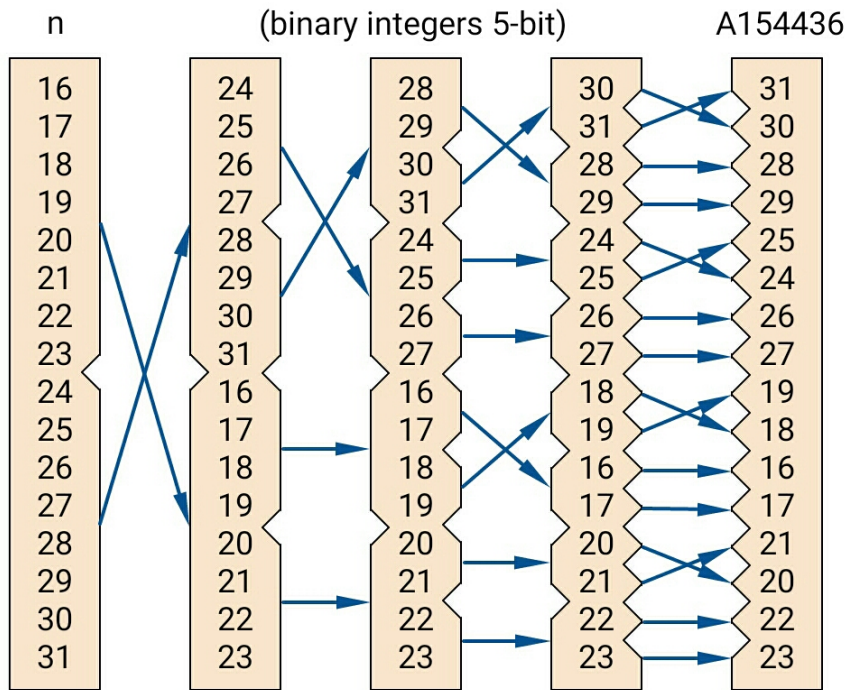 n (binary integers 5-bit) A154436
16 24 28 30 31
17 25 29 31 30
18 26 30 28 28
19 27 31 29 29
20 28 24 24 25
21 29 25 25 24
22 30 26 26 26
23 31 27 27 27
24 16 16 18 19
25 17 17 19 18
26 18 18 16 16
27 19 19 17 17
28 20 20 20 21
29 21 21 21 20
30 22 22 22 22
31 23 23 23 23